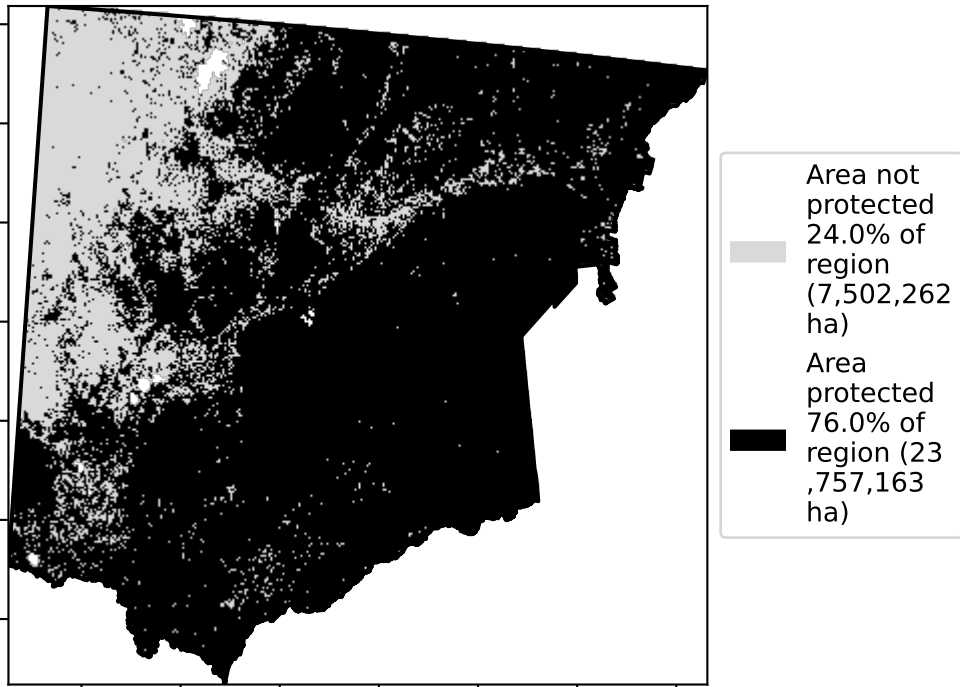 Area not
protected
24.0% of
region
(7,502,262
ha)
Area
protected
76.0% of
region (23
,757,163
ha)